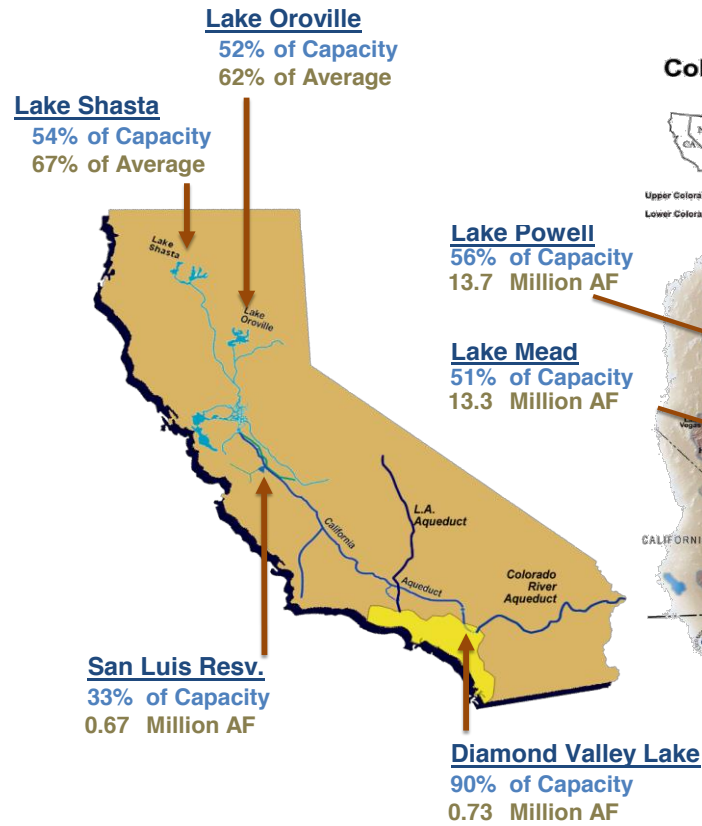 Lake Oroville
52% of Capacity
62% of Average
Lake Shasta
54% of Capacity
67% of Average
Col
CA
Upper Colora
Lower Colora
Lake
Shasta
Lake
Oroville
Lake Powell
56% of Capacity
13.7 Million AF
Lake Mead
51% of Capacity
13.3 Million AF
Vegas
CALIFORNI
L.A.
Aqueduct
California
Aqueduct
Colorado
River
Aqueduct
San Luis Resv.
33% of Capacity
0.67 Million AF
Diamond Valley Lake
90% of Capacity
0.73 Million AF